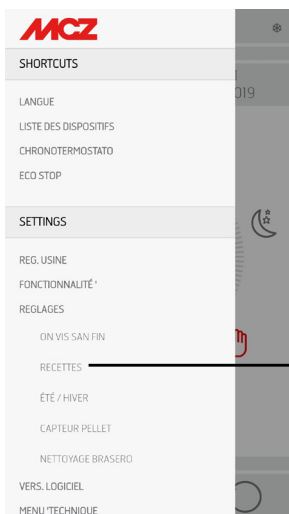 MCZ
SHORTCUTS
019
LANGUE
LISTE DES DISPOSITIFS
CHRONOTERMOSTATO
ECO STOP
SETTINGS
REG. USINE
FONCTIONNALITÉ '
REGLAGES
ON VIS SAN FIN
RECETTES
ÉTÉ / HIVER
CAPTEUR PELLET
NETTOYAGE BRASERO
VERS. LOGICIEL
MENU 'TECHNIQUE